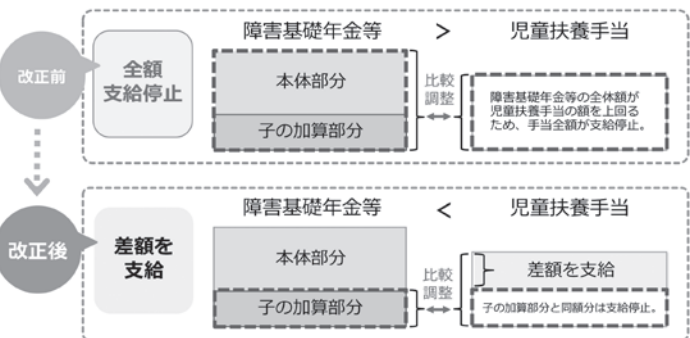 障害基礎年金等 > 児童扶養手当
改正前
全額
支給停止
本体部分
子の加算部分
比較
調整
障害基礎年金等の全体額が
児童扶養手当の額を上回る
ため、手当全額が支給停止。
障害基礎年金等 < 児童扶養手当
改正後
差額を
支給
本体部分
子の加算部分
比較
調整
差額を支給
子の加算部分と同額分は支給停止。